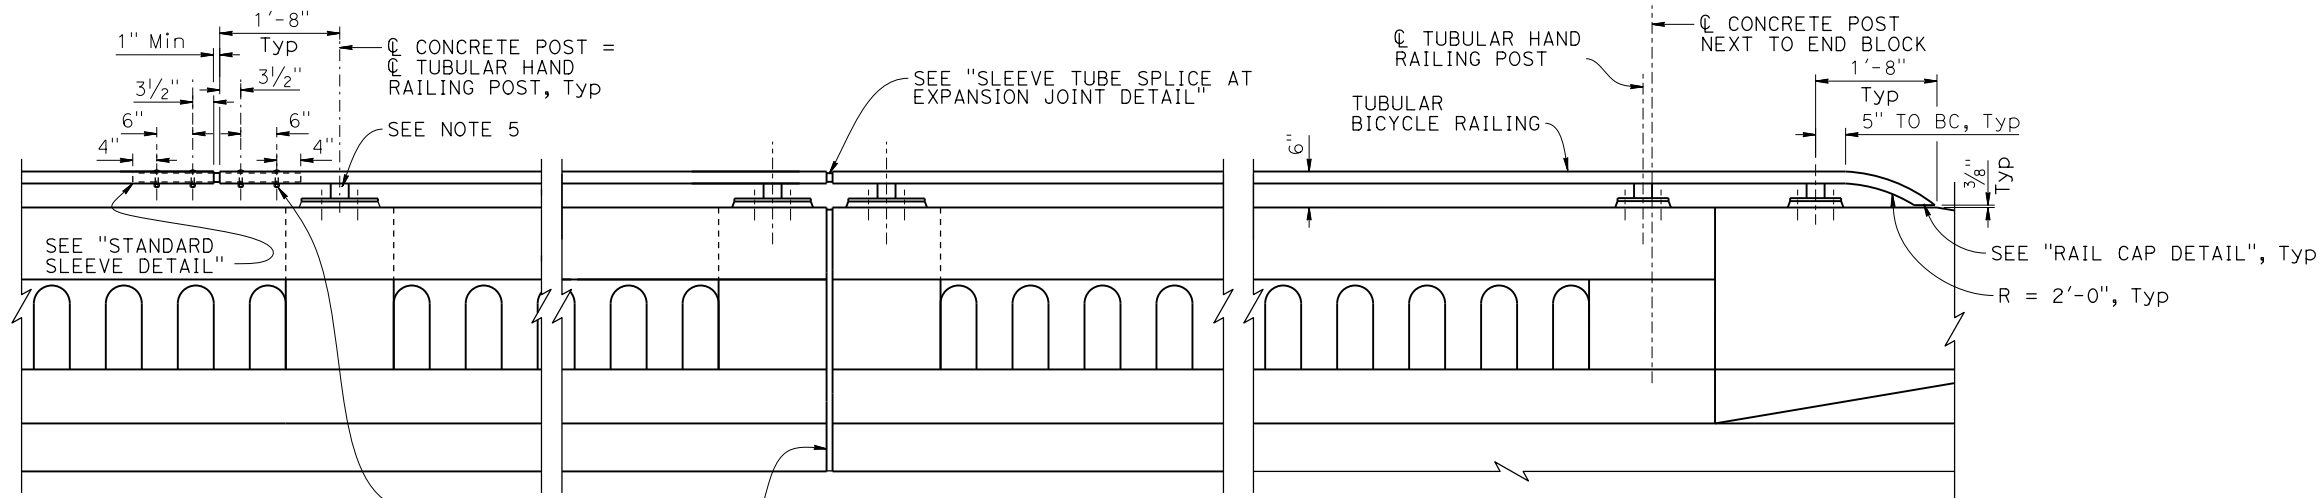 1'-8"
Typ
1" Min
3½"
3½"
6"
6"
4"
4"
℄ CONCRETE POST =
℄ TUBULAR HAND
RAILING POST, Typ
SEE NOTE 5
SEE "STANDARD
SLEEVE DETAIL"
SEE "SLEEVE TUBE SPLICE AT
EXPANSION JOINT DETAIL"
℄ TUBULAR HAND
RAILING POST
℄ CONCRETE POST
NEXT TO END BLOCK
TUBULAR
BICYCLE RAILING
6"
1'-8"
Typ
5" TO BC, Typ
3/8"
Typ
SEE "RAIL CAP DETAIL", Typ
R = 2'-0", Typ